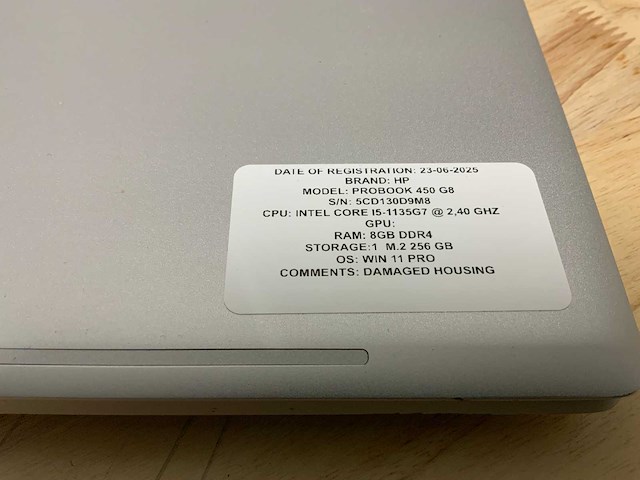 DATE OF REGISTRATION: 23-06-2025
BRAND: HP
MODEL: PROBOOK 450 G8
S/N: 5CD130D9M8
CPU: INTEL CORE I5-1135G7 @ 2,40 GHZ
GPU:
RAM: 8GB DDR4
STORAGE:1 M.2 256 GB
OS: WIN 11 PRO
COMMENTS: DAMAGED HOUSING